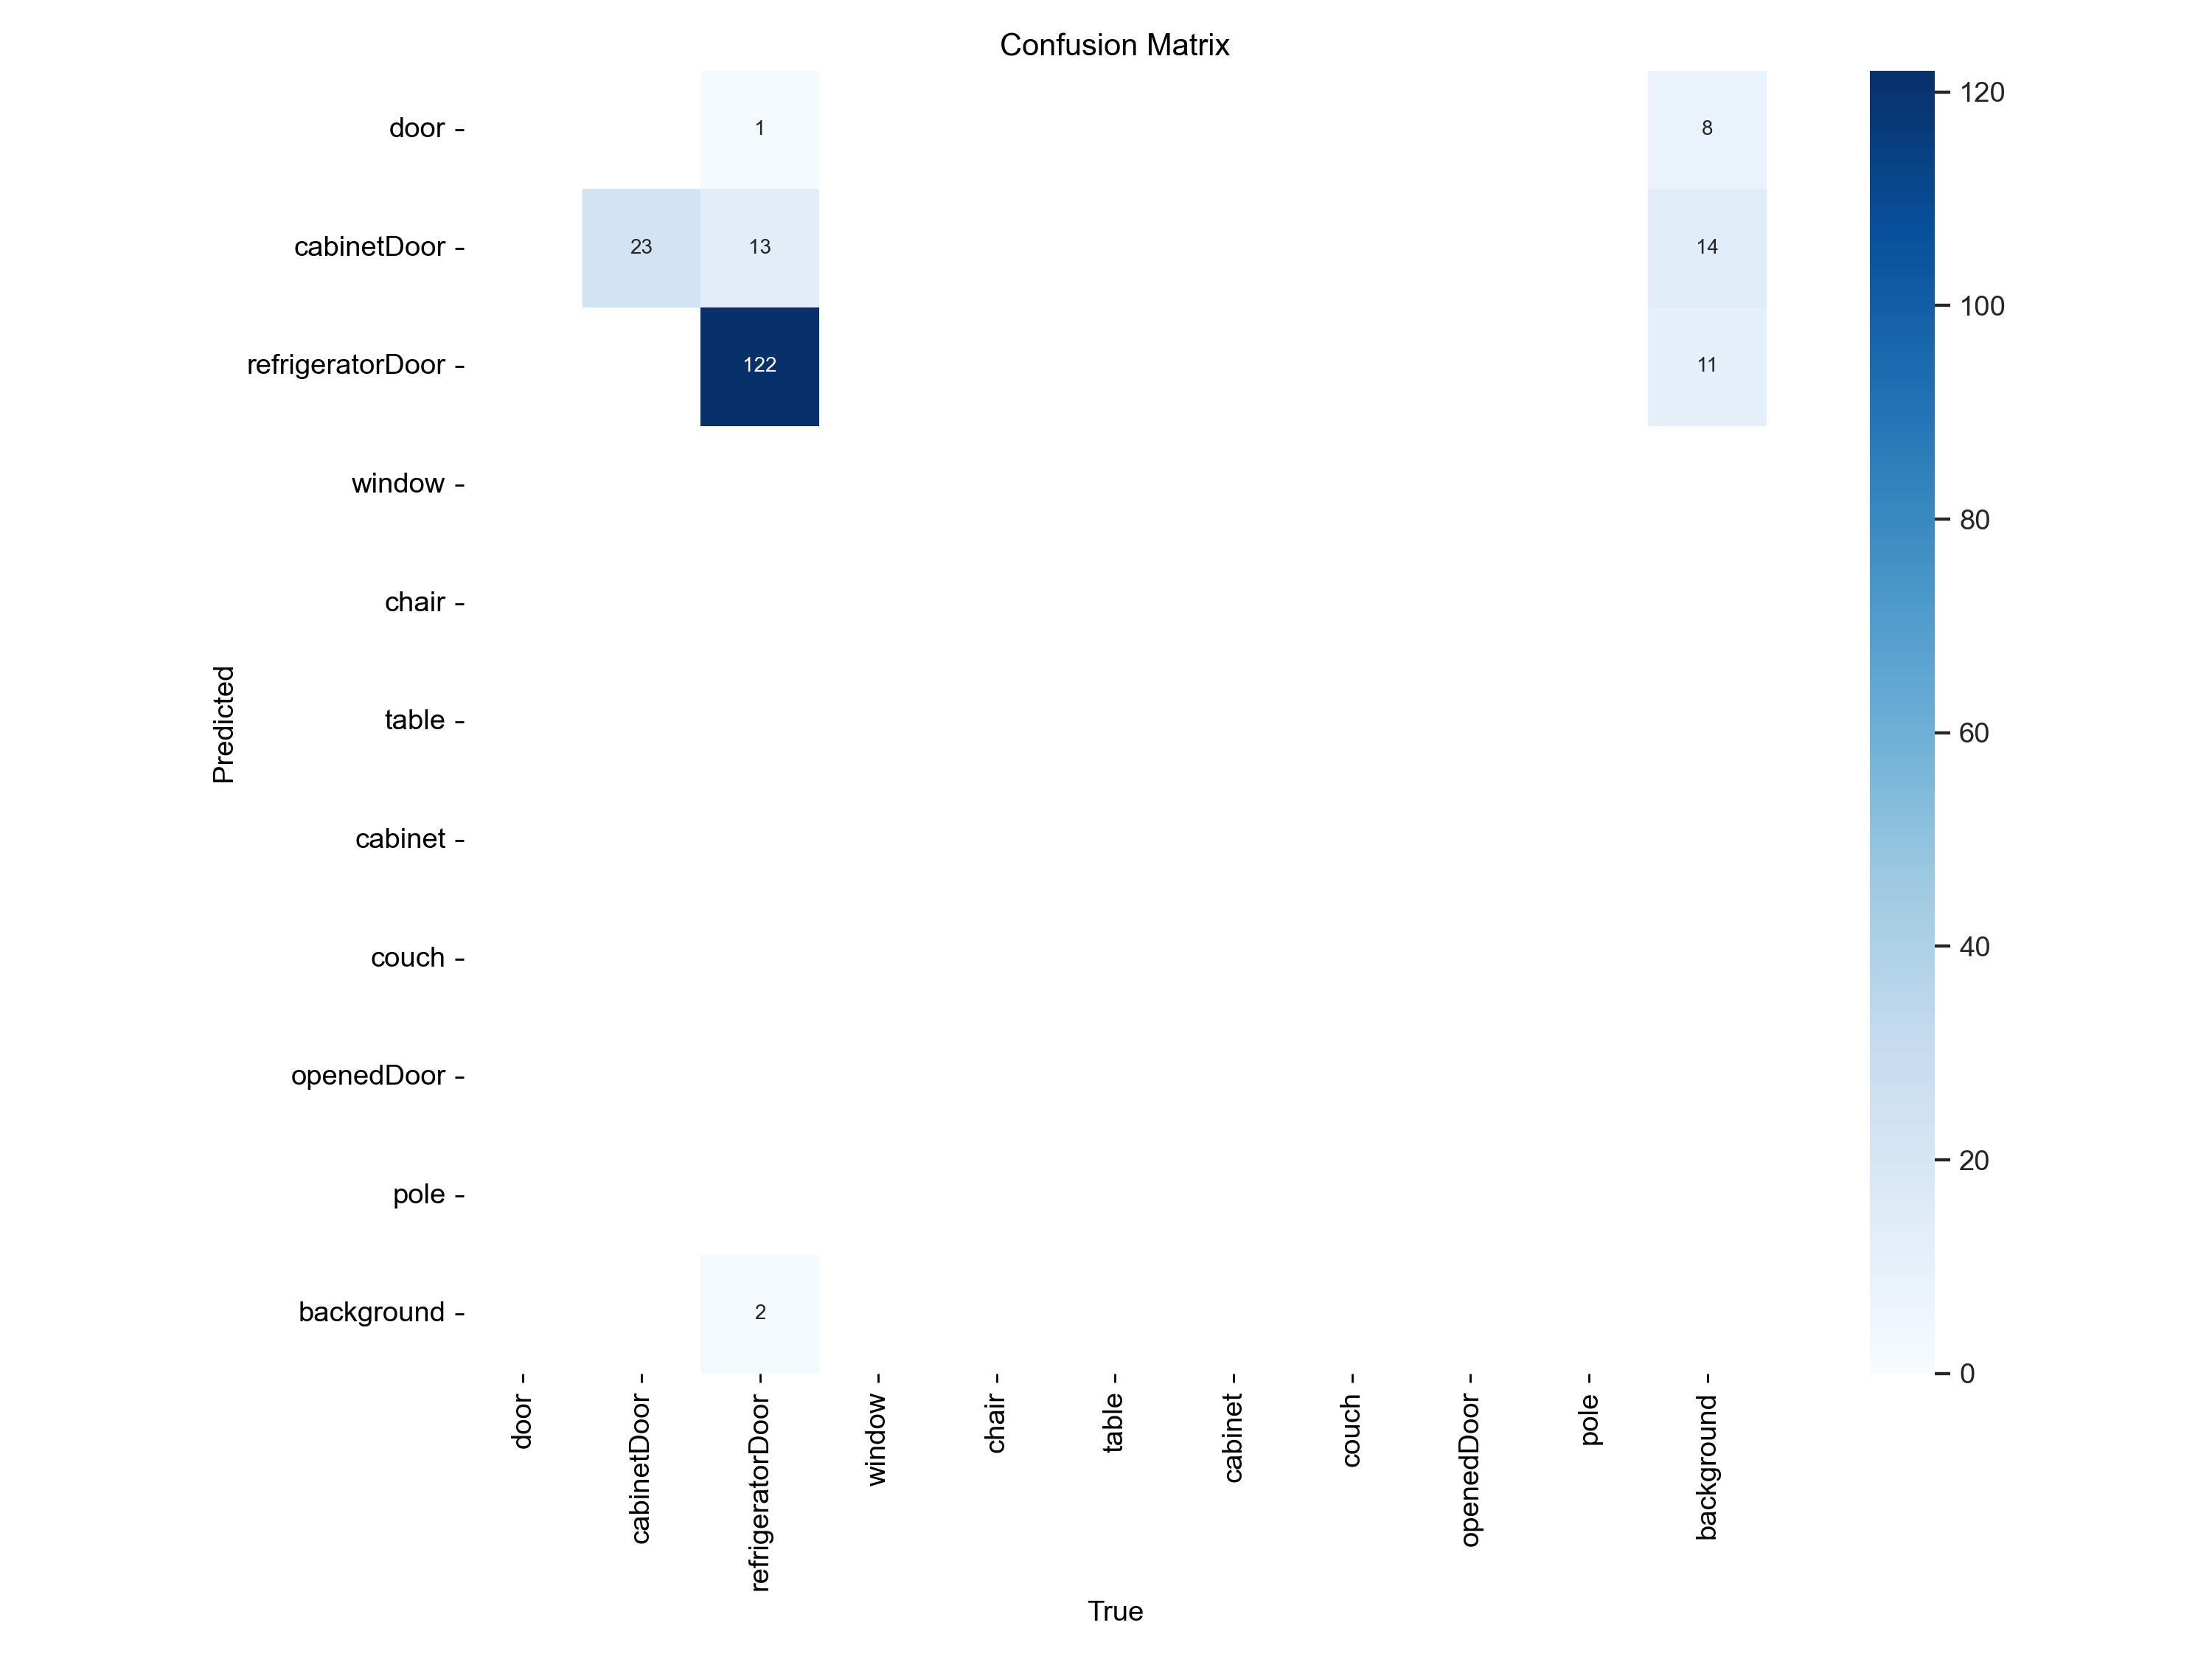 Confusion Matrix
door
1
8
120
cabinetDoor
23
13
14
100
refrigeratorDoor
122
11
window
80
chair
Predicted
table
60
cabinet
couch
40
openedDoor
pole
20
background
2
0
door
cabinetDoor
refrigeratorDoor
window
chair
table
cabinet
couch
openedDoor
pole
background
True